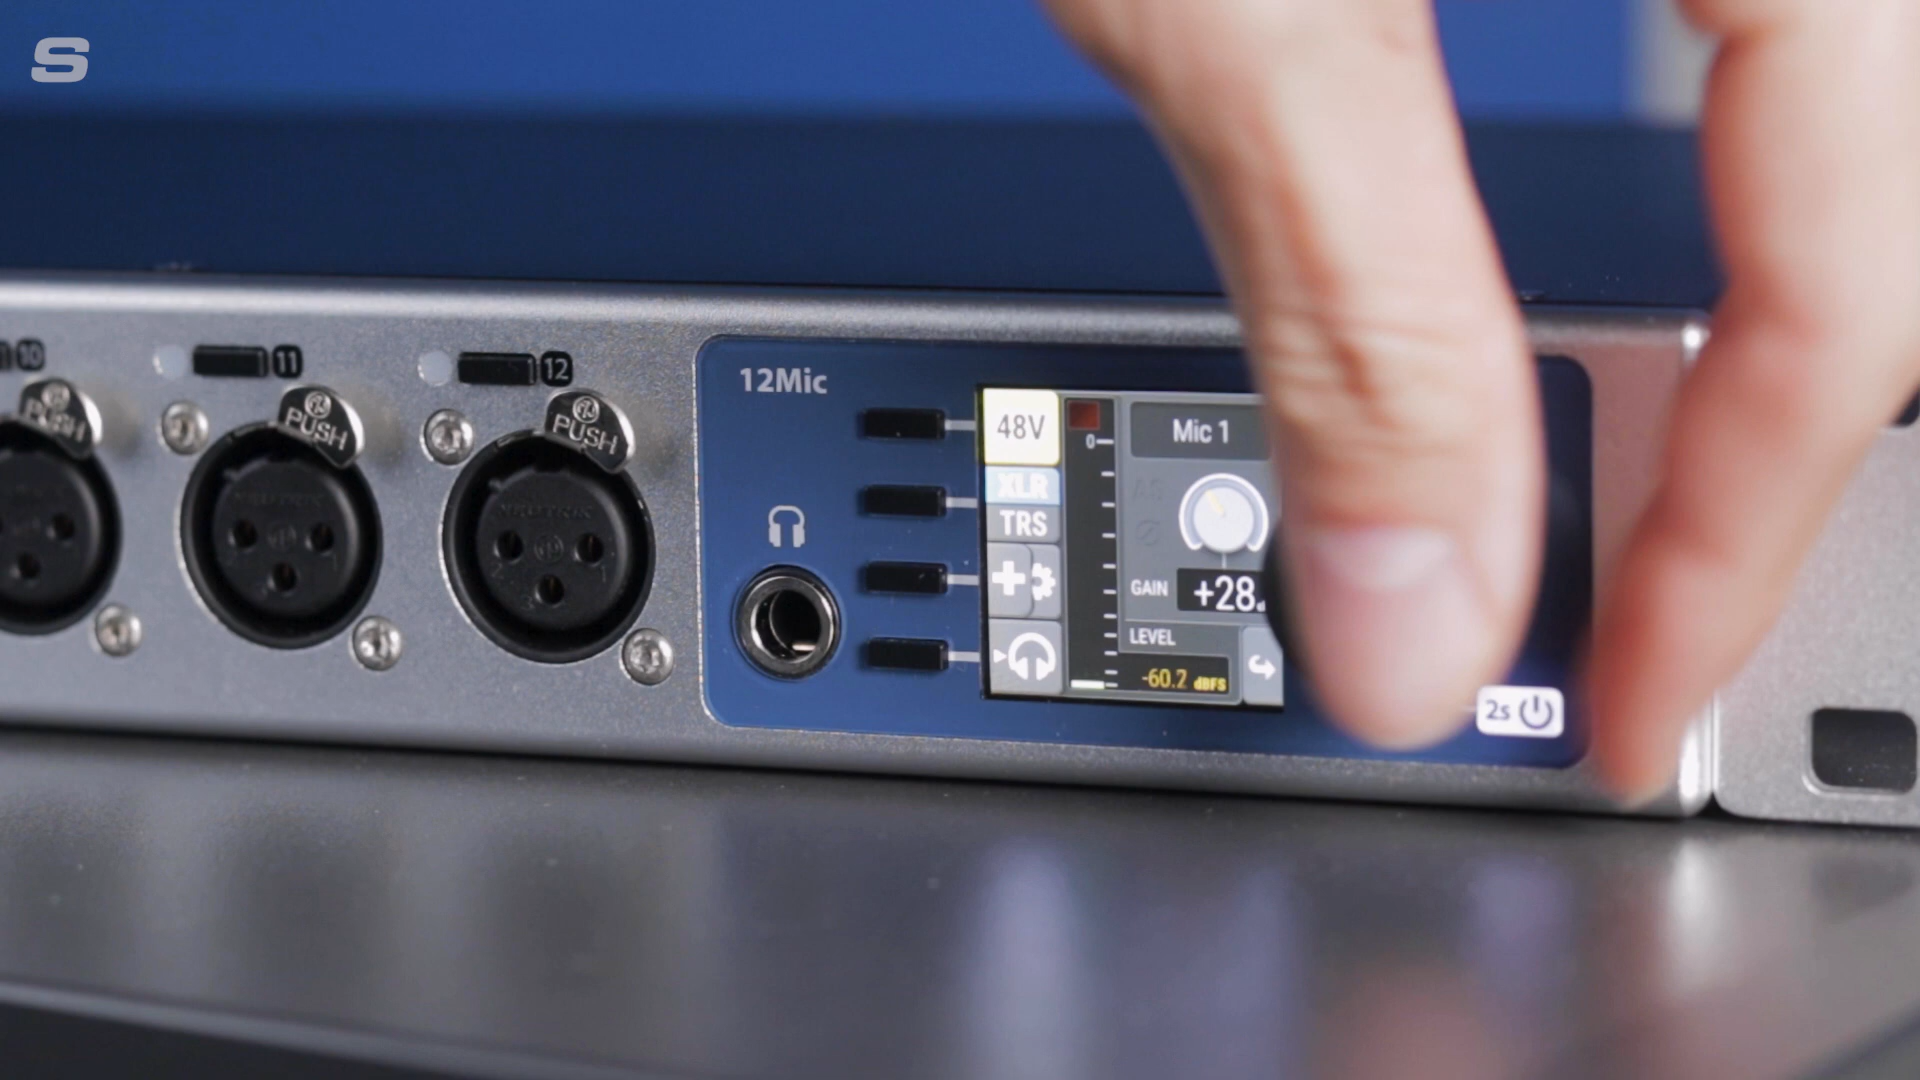 S
10
11
12
PUSH
PUSH
PUSH
12Mic
48V
XLR
TRS
0
Mic 1
GAIN
+28.
LEVEL
-60.2 dBFS
2s